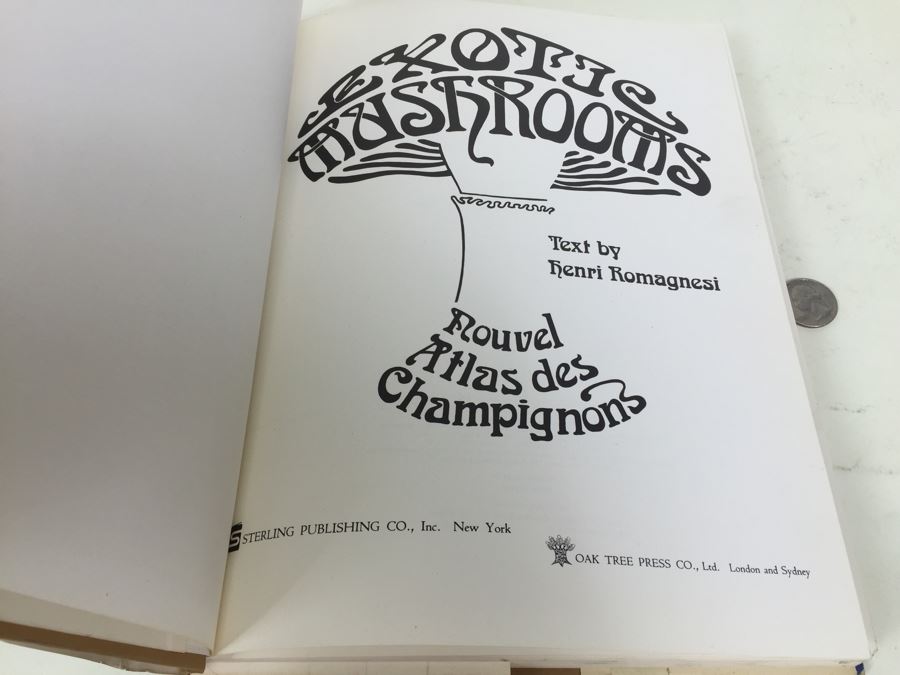 EXOTIC
MUSHROOMS
Text by
Henri Romagnesi
Nouvel
Atlas des
Champignons
S STERLING PUBLISHING CO., Inc. New York
OAK TREE PRESS CO., Ltd. London and Sydney